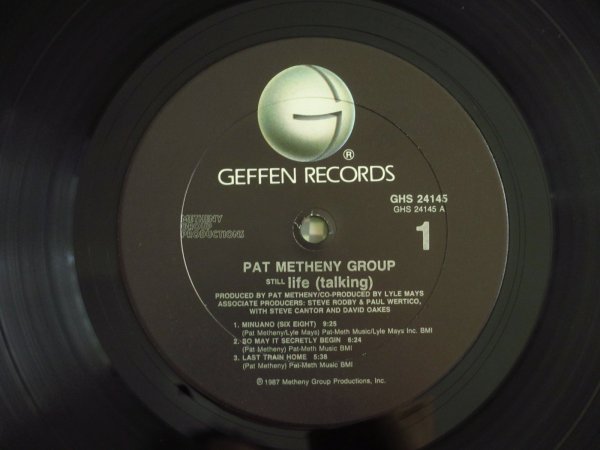 G
®
GEFFEN RECORDS
GHS 24145
GHS 24145 A
METHENY
GROUP
PRODUCTIONS
1
PAT METHENY GROUP
STILL life (talking)
PRODUCED BY PAT METHENY/CO-PRODUCED BY LYLE MAYS
ASSOCIATE PRODUCERS: STEVE RODBY & PAUL WERTICO,
WITH STEVE CANTOR AND DAVID OAKES
1. MINUANO (SIX EIGHT) 9:25
(Pat Metheny/Lyle Mays) Pat-Meth Music/Lyle Mays Inc. BMI
2. SO MAY IT SECRETLY BEGIN 6:24
(Pat Metheny) Pat-Meth Music BMI
3. LAST TRAIN HOME 5:38
(Pat Metheny) Pat-Meth Music BMI
℗ 1987 Metheny Group Productions, Inc.